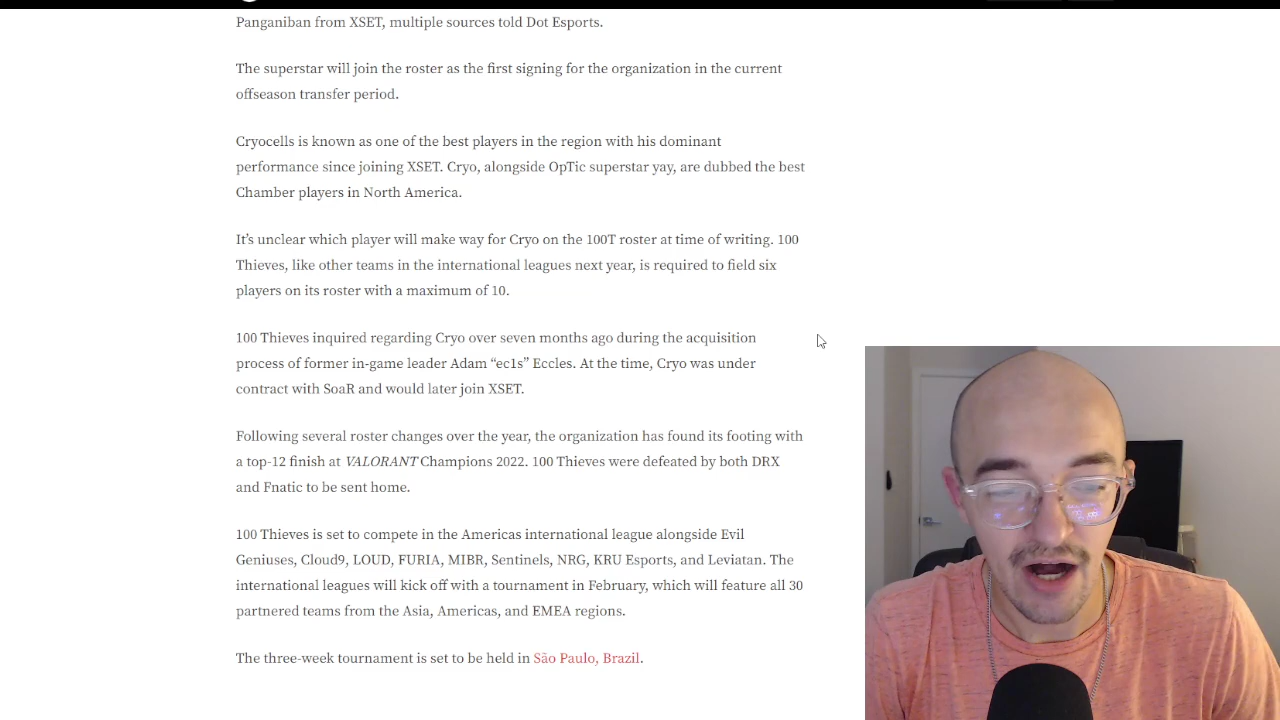 Panganiban from XSET, multiple sources told Dot Esports.
The superstar will join the roster as the first signing for the organization in the current
offseason transfer period.
Cryocells is known as one of the best players in the region with his dominant
performance since joining XSET. Cryo, alongside OpTic superstar yay, are dubbed the best
Chamber players in North America.
It’s unclear which player will make way for Cryo on the 100T roster at time of writing. 100
Thieves, like other teams in the international leagues next year, is required to field six
players on its roster with a maximum of 10.
100 Thieves inquired regarding Cryo over seven months ago during the acquisition
process of former in-game leader Adam “ec1s” Eccles. At the time, Cryo was under
contract with SoaR and would later join XSET.
Following several roster changes over the year, the organization has found its footing with
a top-12 finish at VALORANT Champions 2022. 100 Thieves were defeated by both DRX
and Fnatic to be sent home.
100 Thieves is set to compete in the Americas international league alongside Evil
Geniuses, Cloud9, LOUD, FURIA, MIBR, Sentinels, NRG, KRU Esports, and Leviatan. The
international leagues will kick off with a tournament in February, which will feature all 30
partnered teams from the Asia, Americas, and EMEA regions.
The three-week tournament is set to be held in São Paulo, Brazil.